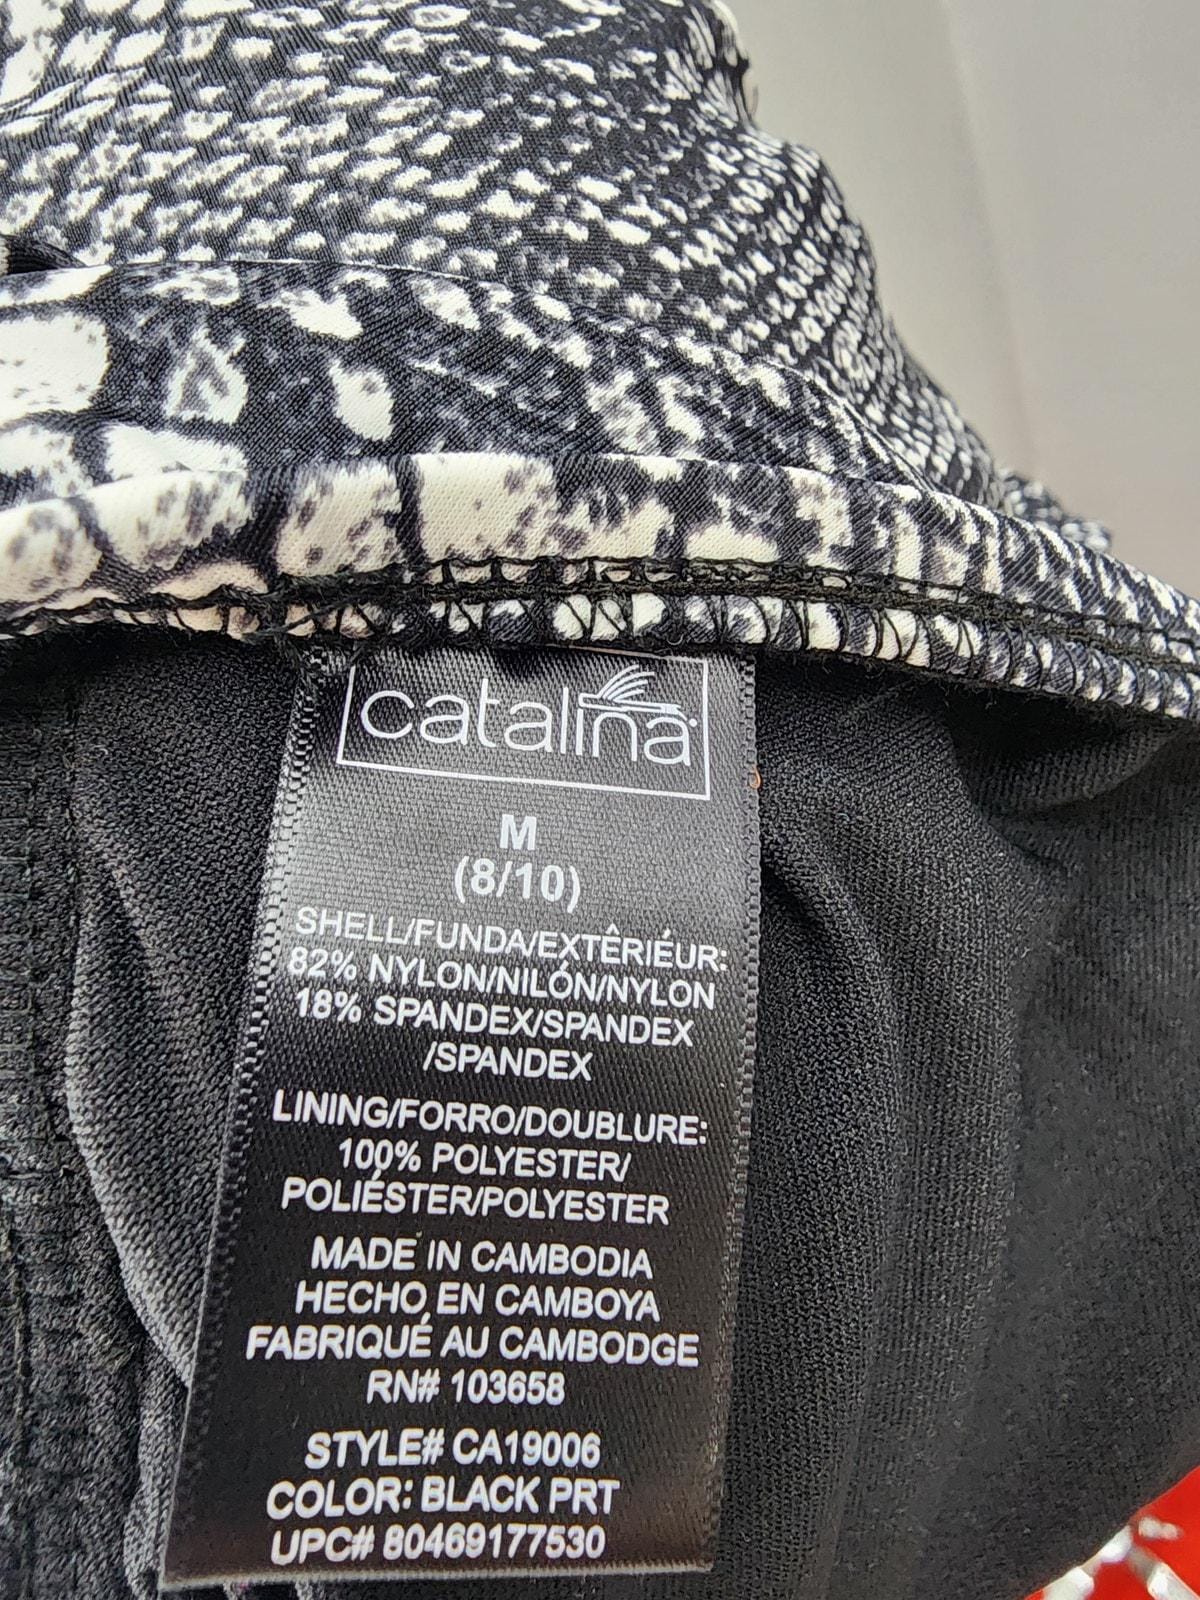 catalina
M
(8/10)
SHELL/FUNDA/EXTÊRIÉUR:
82% NYLON/NILÓN/NYLON
18% SPANDEX/SPANDEX
/SPANDEX
LINING/FORRO/DOUBLURE:
100% POLYESTER/
POLIÉSTER/POLYESTER
MADE IN CAMBODIA
HECHO EN CAMBOYA
FABRIQUÉ AU CAMBODGE
RN# 103658
STYLE# CA19006
COLOR: BLACK PRT
UPC# 80469177530